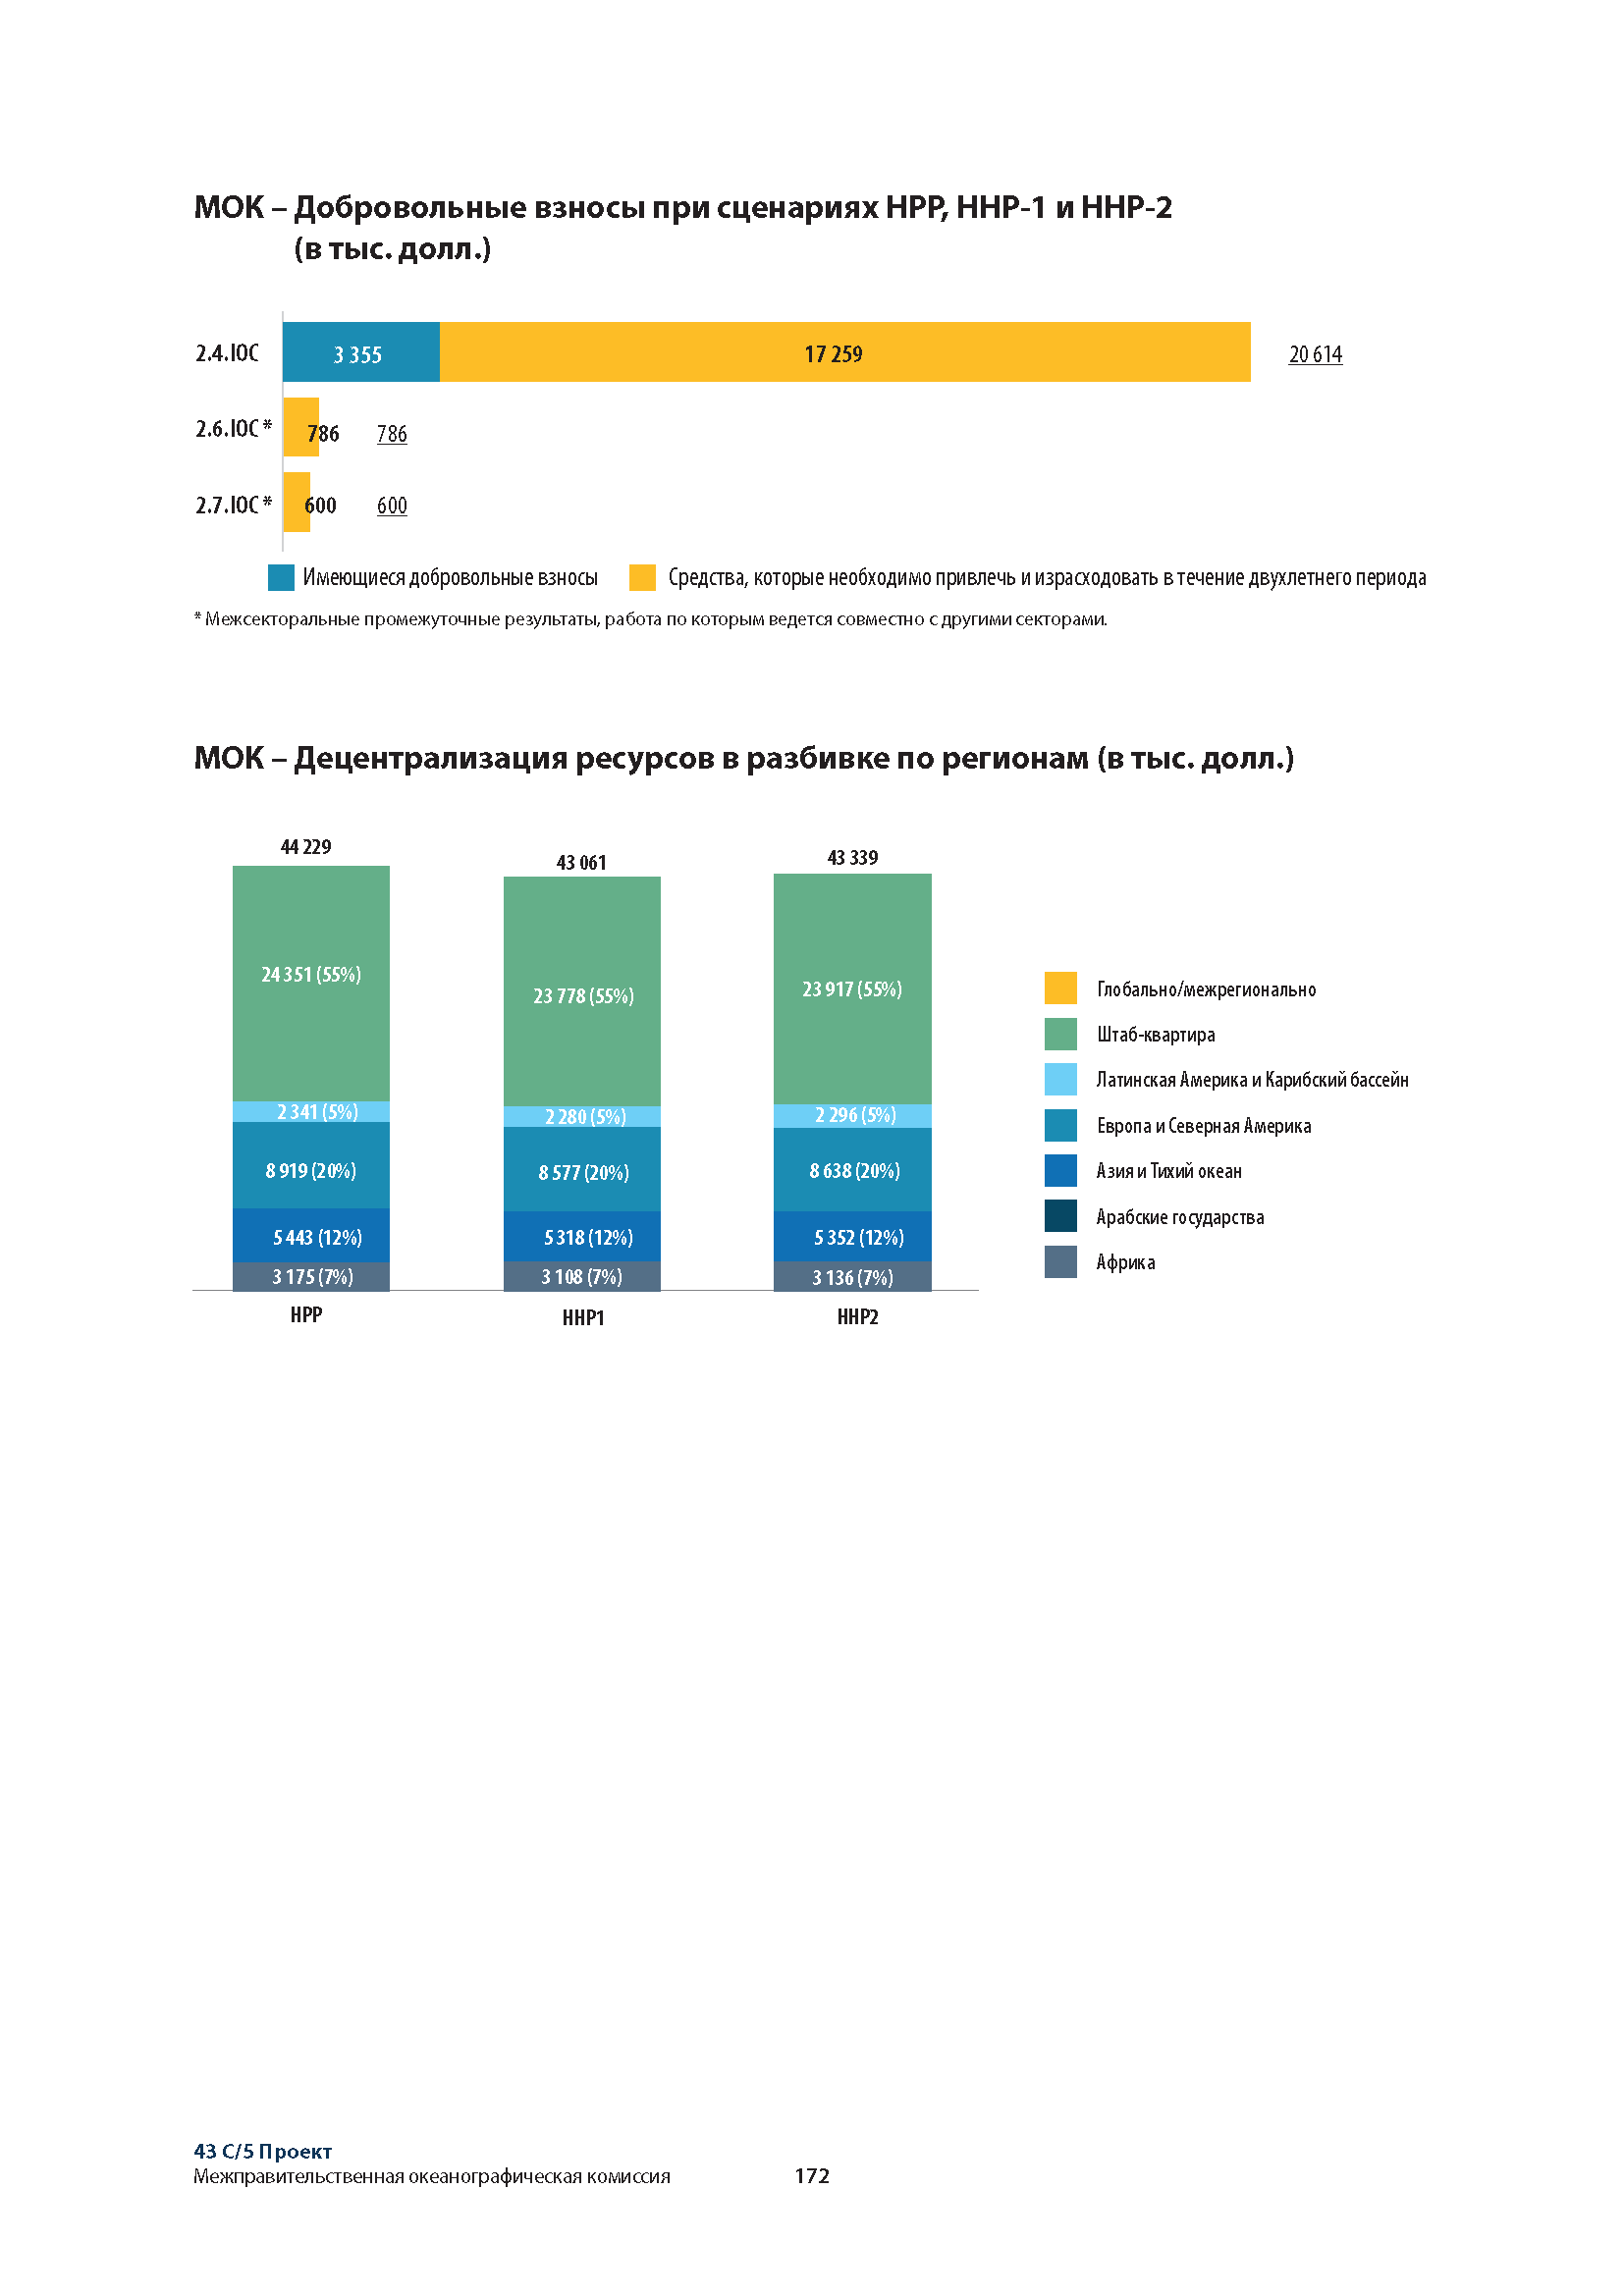 МОК – Добровольные взносы при сценариях НРР, ННР-1 и ННР-2
(в тыс. долл.)
2.4.IOC 3 355 17 259 20 614
2.6.IOC * 786 786
2.7.IOC * 600 600
Имеющиеся добровольные взносы Средства, которые необходимо привлечь и израсходовать в течение двухлетнего периода
* Межсекторальные промежуточные результаты, работа по которым ведется совместно с другими секторами.
МОК – Децентрализация ресурсов в разбивке по регионам (в тыс. долл.)
44 229 43 061 43 339
24 351 (55%) 23 778 (55%) 23 917 (55%)
2 341 (5%) 2 280 (5%) 2 296 (5%)
8 919 (20%) 8 577 (20%) 8 638 (20%)
5 443 (12%) 5 318 (12%) 5 352 (12%)
3 175 (7%) 3 108 (7%) 3 136 (7%)
НРР ННР1 ННР2
Глобально/межрегионально
Штаб-квартира
Латинская Америка и Карибский бассейн
Европа и Северная Америка
Азия и Тихий океан
Арабские государства
Африка
43 C/5 Проект
Межправительственная океанографическая комиссия 172